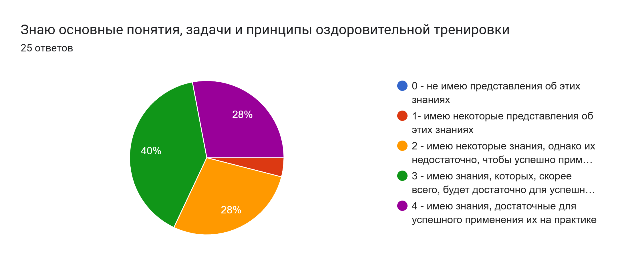 Знаю основные понятия, задачи и принципы оздоровительной тренировки
25 ответов
28%
40%
28%
0 - не имею представления об этих
знаниях
1- имею некоторые представления об
этих знаниях
2 - имею некоторые знания, однако их
недостаточно, чтобы успешно прим…
3 - имею знания, которых, скорее
всего, будет достаточно для успешн…
4 - имею знания, достаточные для
успешного применения их на практике